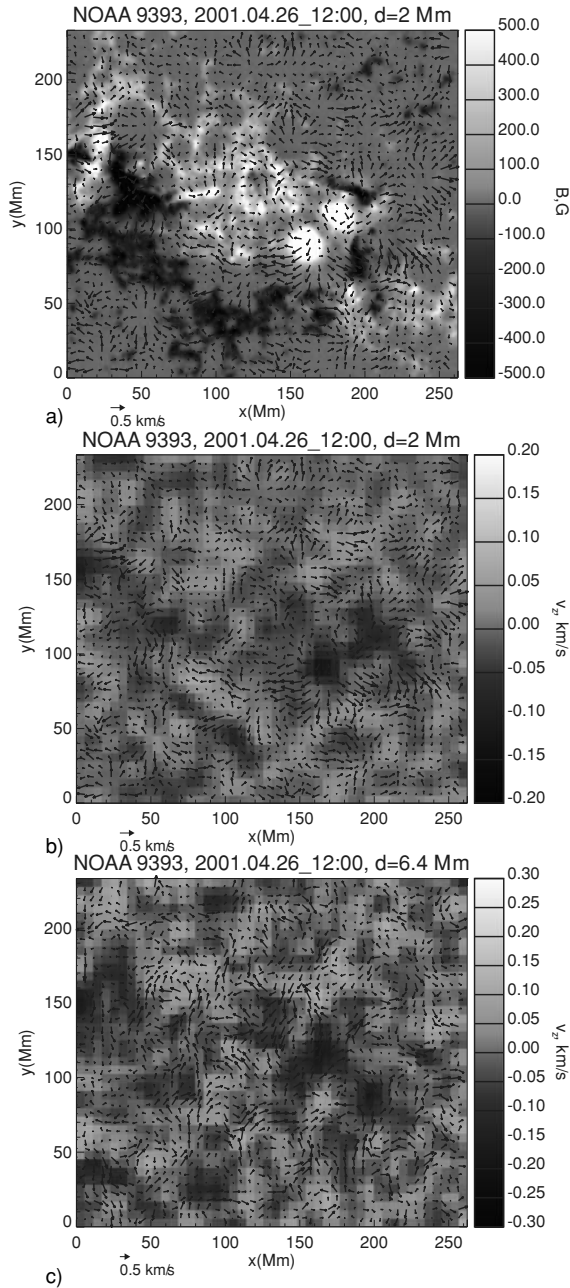 NOAA 9393, 2001.04.26_12:00, d=2 Mm
y(Mm)
200
150
100
50
0
0 50 100 150 200 250
x(Mm)
0.5 km/s
a)
500.0
400.0
300.0
200.0
100.0
0.0
-100.0
-200.0
-300.0
-400.0
-500.0
B,G
NOAA 9393, 2001.04.26_12:00, d=2 Mm
y(Mm)
200
150
100
50
0
0 50 100 150 200 250
x(Mm)
0.5 km/s
b)
0.20
0.15
0.10
0.05
0.00
-0.05
-0.10
-0.15
-0.20
v_z, km/s
NOAA 9393, 2001.04.26_12:00, d=6.4 Mm
y(Mm)
200
150
100
50
0
0 50 100 150 200 250
x(Mm)
0.5 km/s
c)
0.30
0.25
0.20
0.15
0.10
0.05
0.00
-0.05
-0.10
-0.15
-0.20
-0.25
-0.30
v_z, km/s